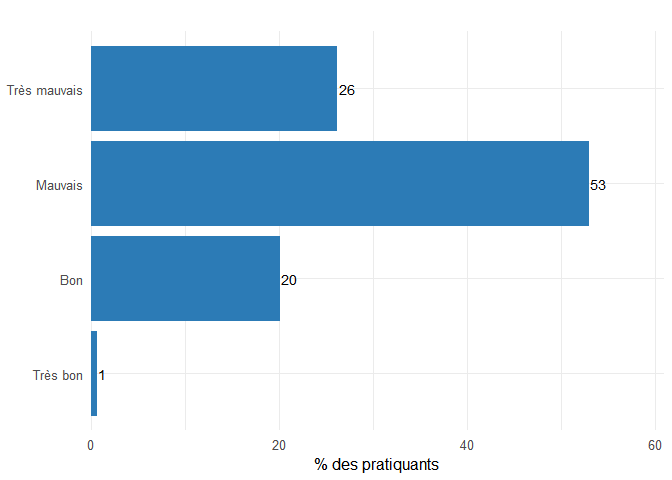 Très mauvais
26
Mauvais
53
Bon
20
Très bon
1
0 20 40 60
% des pratiquants